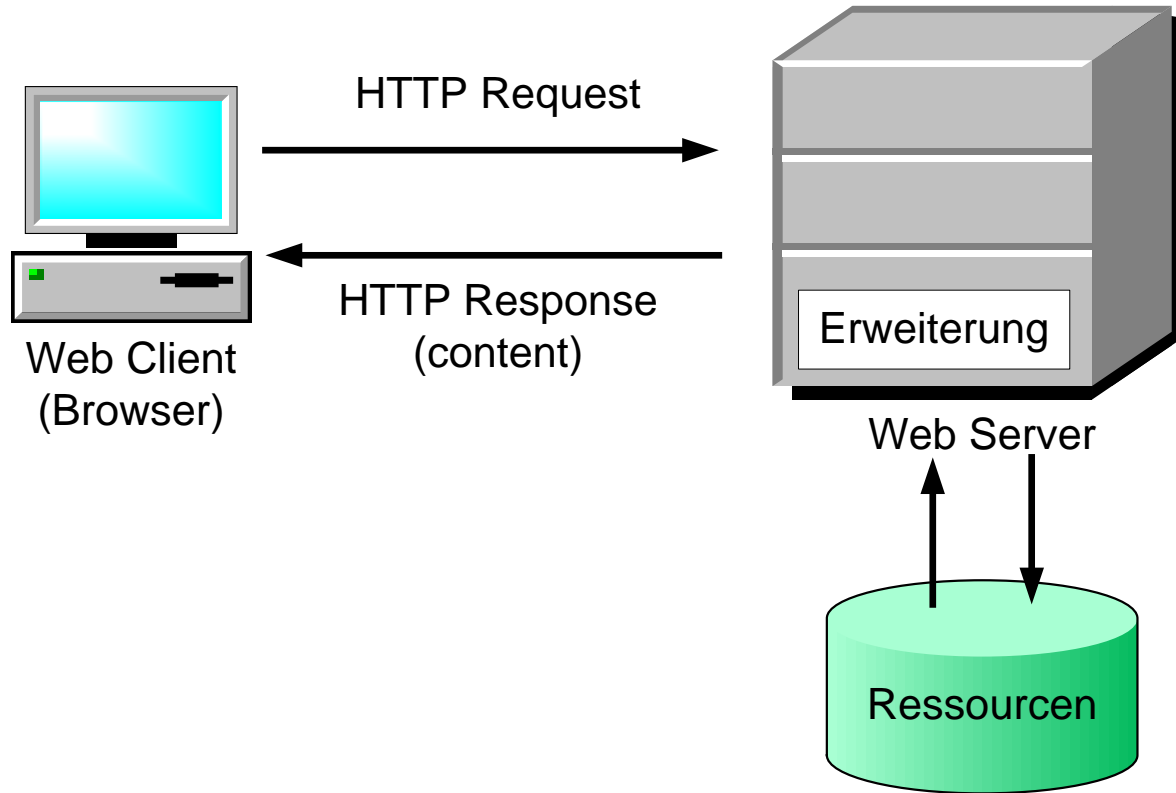 HTTP Request
HTTP Response
(content)
Web Client
(Browser)
Erweiterung
Web Server
Ressourcen